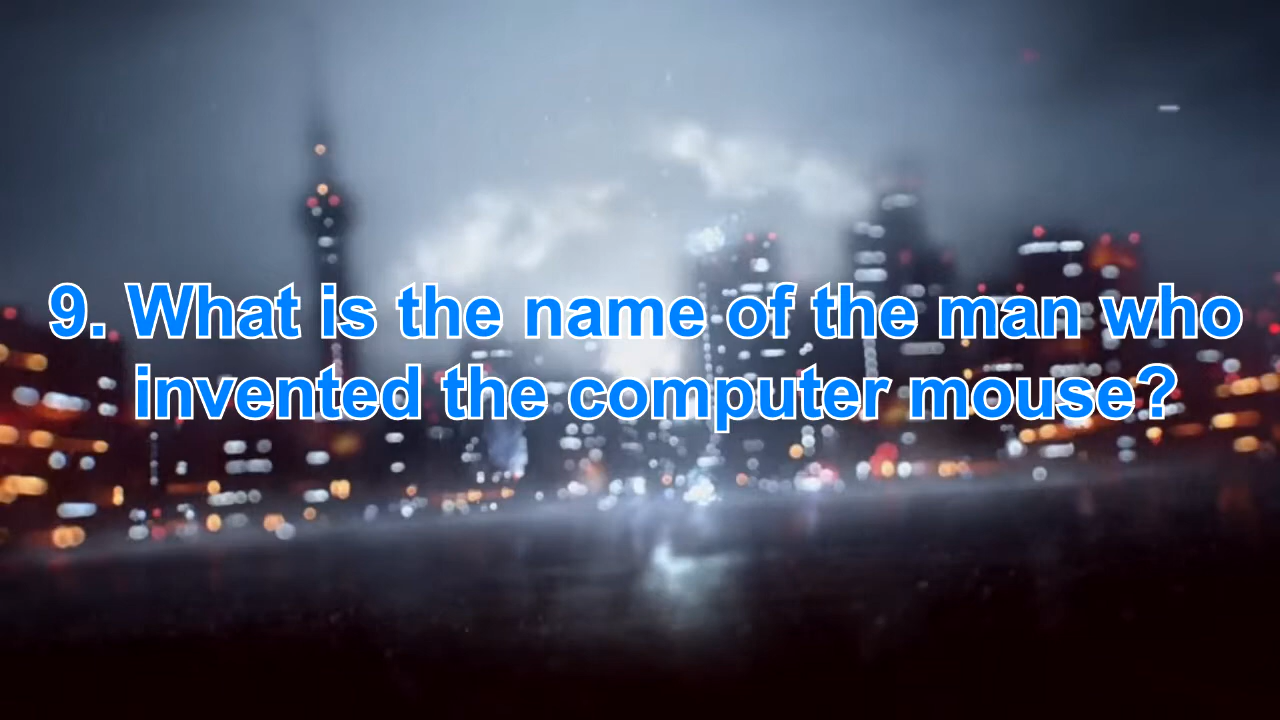 9. What is the name of the man who
invented the computer mouse?